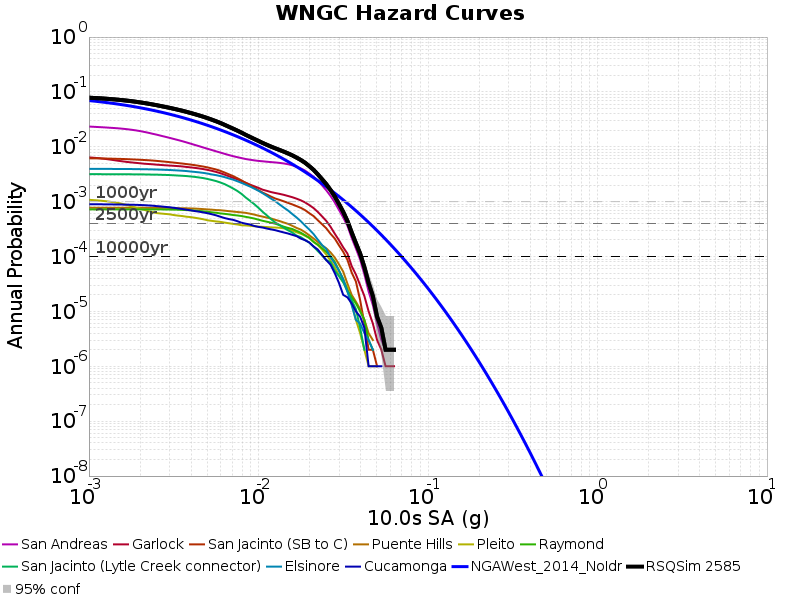 WNGC Hazard Curves
Annual Probability
10^0
10^-1
10^-2
10^-3
10^-4
10^-5
10^-6
10^-7
10^-8
1000yr
2500yr
10000yr
10^-3 10^-2 10^-1 10^0 10^1
10.0s SA (g)
San Andreas Garlock San Jacinto (SB to C) Puente Hills Pleito Raymond
San Jacinto (Lytle Creek connector) Elsinore Cucamonga NGAWest_2014_NoIdr RSQSim 2585
95% conf